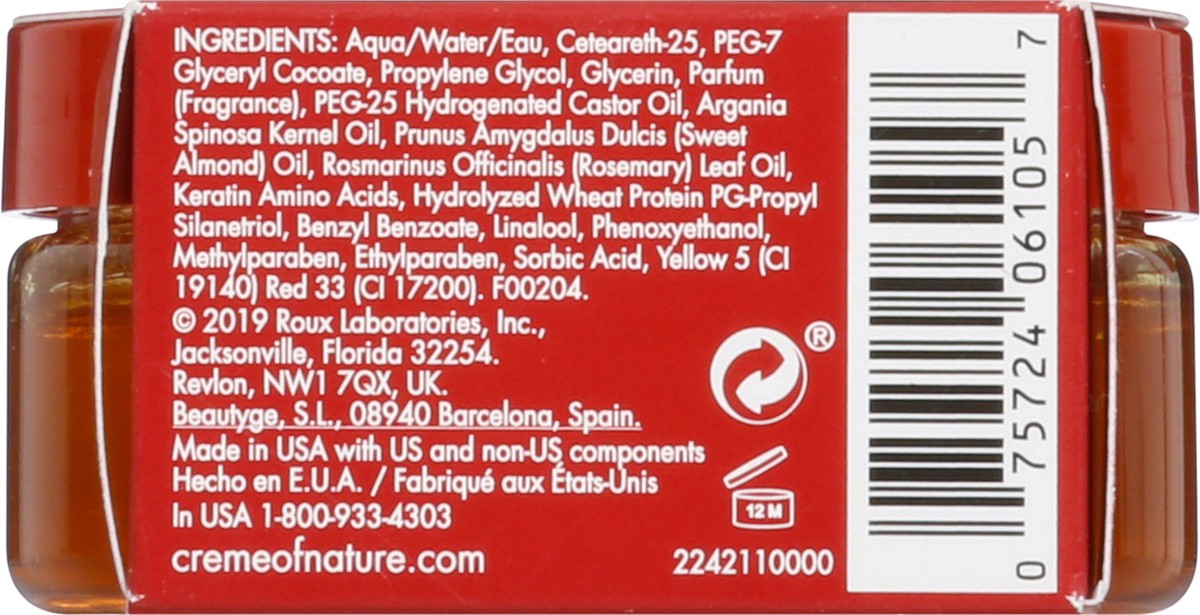 INGREDIENTS: Aqua/Water/Eau, Ceteareth-25, PEG-7
Glyceryl Cocoate, Propylene Glycol, Glycerin, Parfum
(Fragrance), PEG-25 Hydrogenated Castor Oil, Argania
Spinosa Kernel Oil, Prunus Amygdalus Dulcis (Sweet
Almond) Oil, Rosmarinus Officinalis (Rosemary) Leaf Oil,
Keratin Amino Acids, Hydrolyzed Wheat Protein PG-Propyl
Silanetriol, Benzyl Benzoate, Linalool, Phenoxyethanol,
Methylparaben, Ethylparaben, Sorbic Acid, Yellow 5 (CI
19140) Red 33 (CI 17200). F00204.
© 2019 Roux Laboratories, Inc.,
Jacksonville, Florida 32254.
Revlon, NW1 7QX, UK.
Beautyge, S.L., 08940 Barcelona, Spain.
Made in USA with US and non-US components
Hecho en E.U.A. / Fabriqué aux États-Unis
In USA 1-800-933-4303
cremeofnature.com
®
12 M
2242110000
0 75724 06105 7